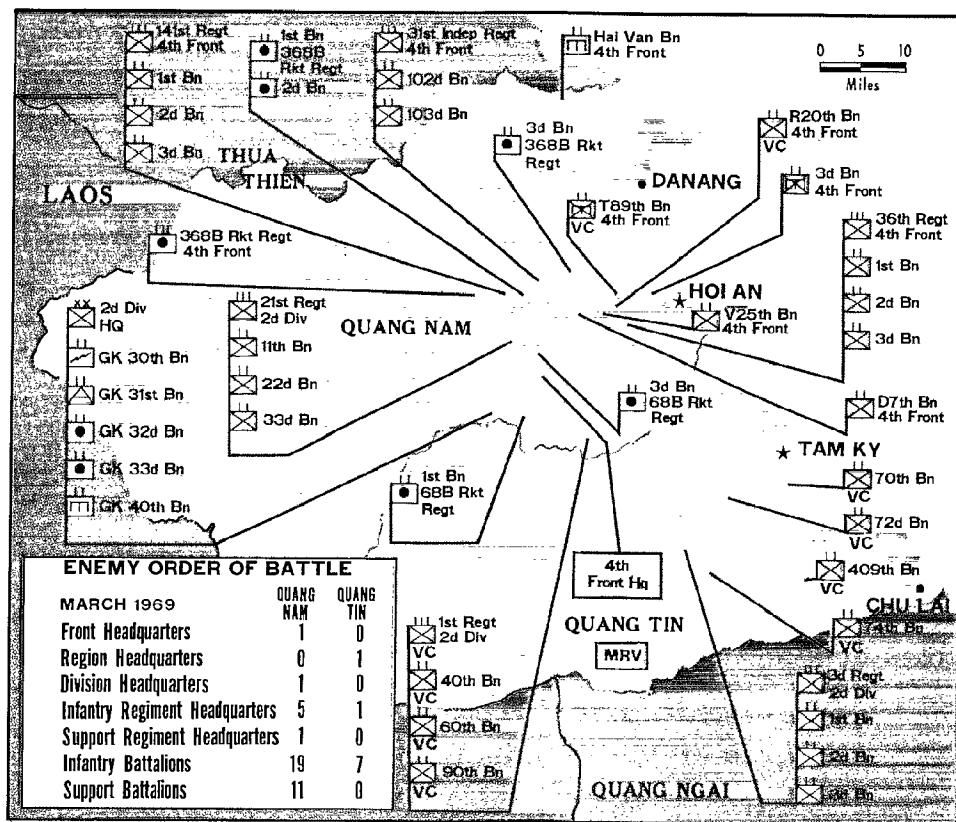 141st Regt
4th Front
1st Bn
2d Bn
3d Bn
1st Bn
368B
Rkt Regt
2d Bn
31st Indep Regt
4th Front
102d Bn
103d Bn
Hai Van Bn
4th Front
0 5 10
Miles
3d Bn
368B Rkt
Regt
R20th Bn
4th Front
VC
3d Bn
4th Front
THUA
THIEN
DANANG
LAOS
T89th Bn
4th Front
VC
368B Rkt Regt
4th Front
36th Regt
4th Front
1st Bn
2d Bn
3d Bn
HOI AN
V25th Bn
4th Front
2d Div
HQ
GK 30th Bn
GK 31st Bn
GK 32d Bn
GK 33d Bn
GK 40th Bn
21st Regt
2d Div
11th Bn
22d Bn
33d Bn
QUANG NAM
3d Bn
68B Rkt
Regt
D7th Bn
4th Front
TAM KY
1st Bn
68B Rkt
Regt
70th Bn
VC
72d Bn
VC
409th Bn
VC
CHU LAI
74th Bn
VC
4th
Front Hq
QUANG TIN
MRV
1st Regt
2d Div
VC
40th Bn
VC
60th Bn
VC
90th Bn
VC
3d Regt
2d Div
1st Bn
2d Bn
3d Bn
QUANG NGAI
ENEMY ORDER OF BATTLE
MARCH 1969 QUANG NAM QUANG TIN
Front Headquarters 1 0
Region Headquarters 0 1
Division Headquarters 1 0
Infantry Regiment Headquarters 5 1
Support Regiment Headquarters 1 0
Infantry Battalions 19 7
Support Battalions 11 0